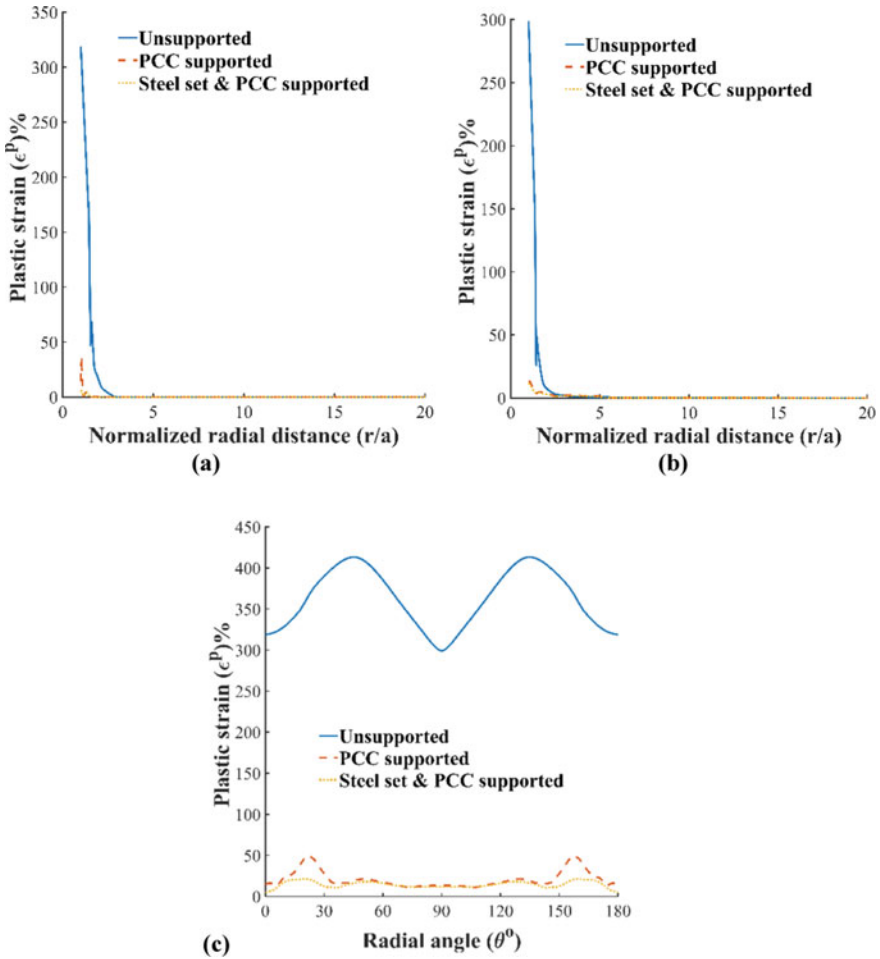 350
300
250
200
150
100
50
0
Plastic strain (ϵᵖ)%
Unsupported
PCC supported
Steel set & PCC supported
0 5 10 15 20
Normalized radial distance (r/a)
(a)
300
250
200
150
100
50
0
Plastic strain (ϵᵖ)%
Unsupported
PCC supported
Steel set & PCC supported
0 5 10 15 20
Normalized radial distance (r/a)
(b)
450
400
350
300
250
200
150
100
50
0
Plastic strain (ϵᵖ)%
Unsupported
PCC supported
Steel set & PCC supported
0 30 60 90 120 150 180
Radial angle (θᵒ)
(c)